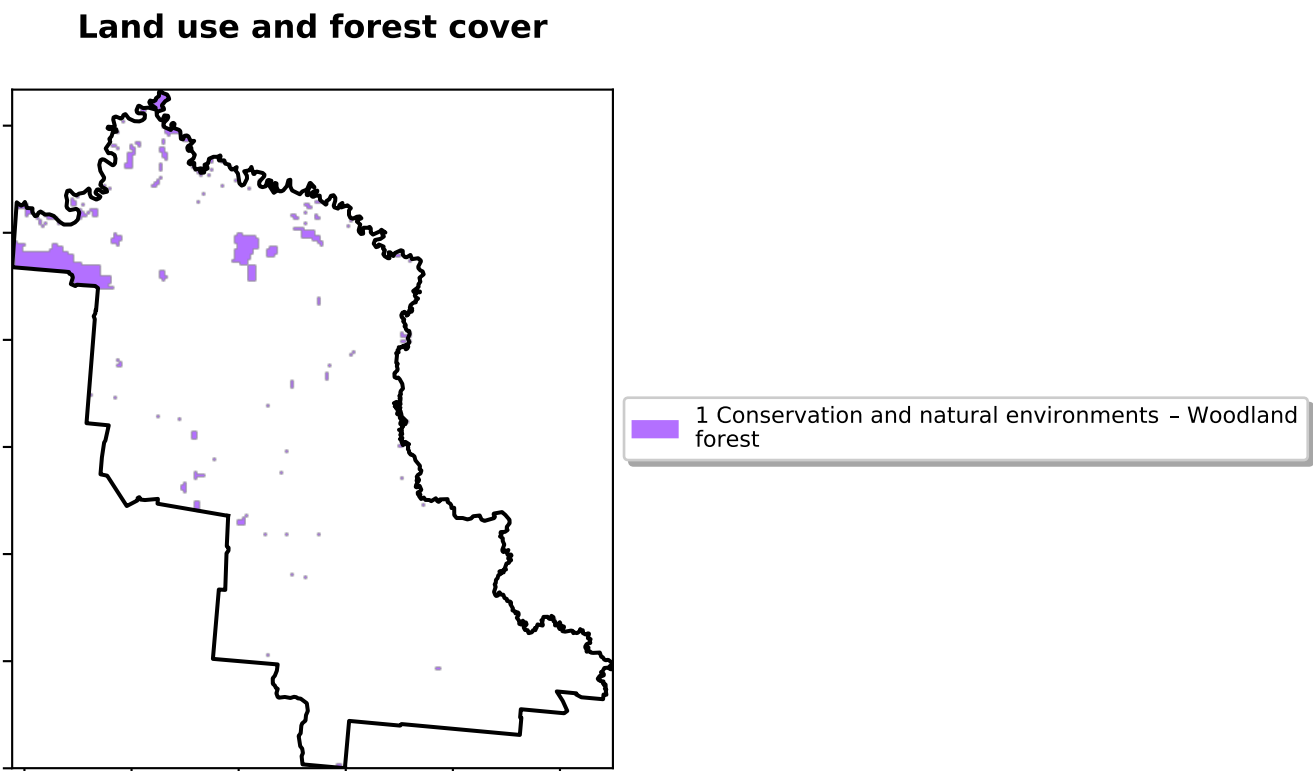 Land use and forest cover
1 Conservation and natural environments – Woodland
forest